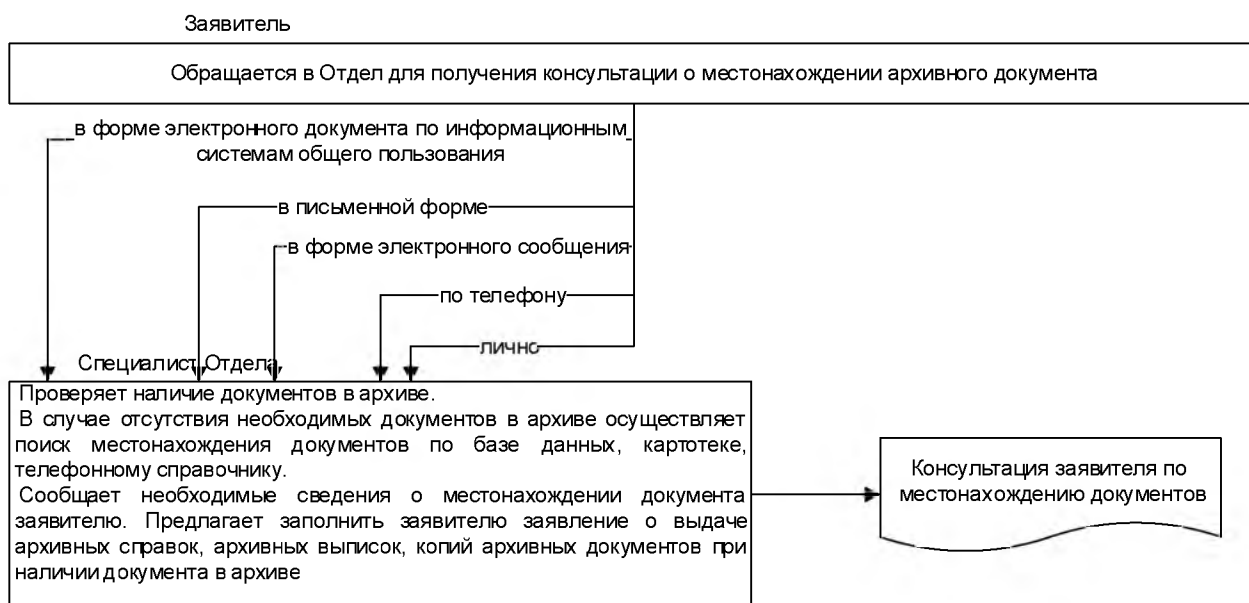 Заявитель
Обращается в Отдел для получения консультации о местонахождении архивного документа
в форме электронного документа по информационным
системам общего пользования
в письменной форме
в форме электронного сообщения
по телефону
лично
Специалист Отдела
Проверяет наличие документов в архиве.
В случае отсутствия необходимых документов в архиве осуществляет
поиск местонахождения документов по базе данных, картотеке,
телефонному справочнику.
Сообщает необходимые сведения о местонахождении документа
заявителю. Предлагает заполнить заявителю заявление о выдаче
архивных справок, архивных выписок, копий архивных документов при
наличии документа в архиве
Консультация заявителя по
местонахождению документов